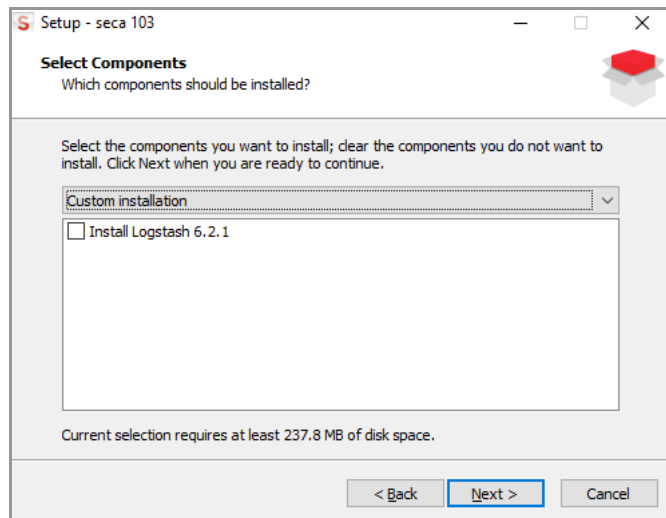 S Setup - seca 103
Select Components
Which components should be installed?
Select the components you want to install; clear the components you do not want to
install. Click Next when you are ready to continue.
Custom installation
Install Logstash 6.2.1
Current selection requires at least 237.8 MB of disk space.
< Back Next > Cancel